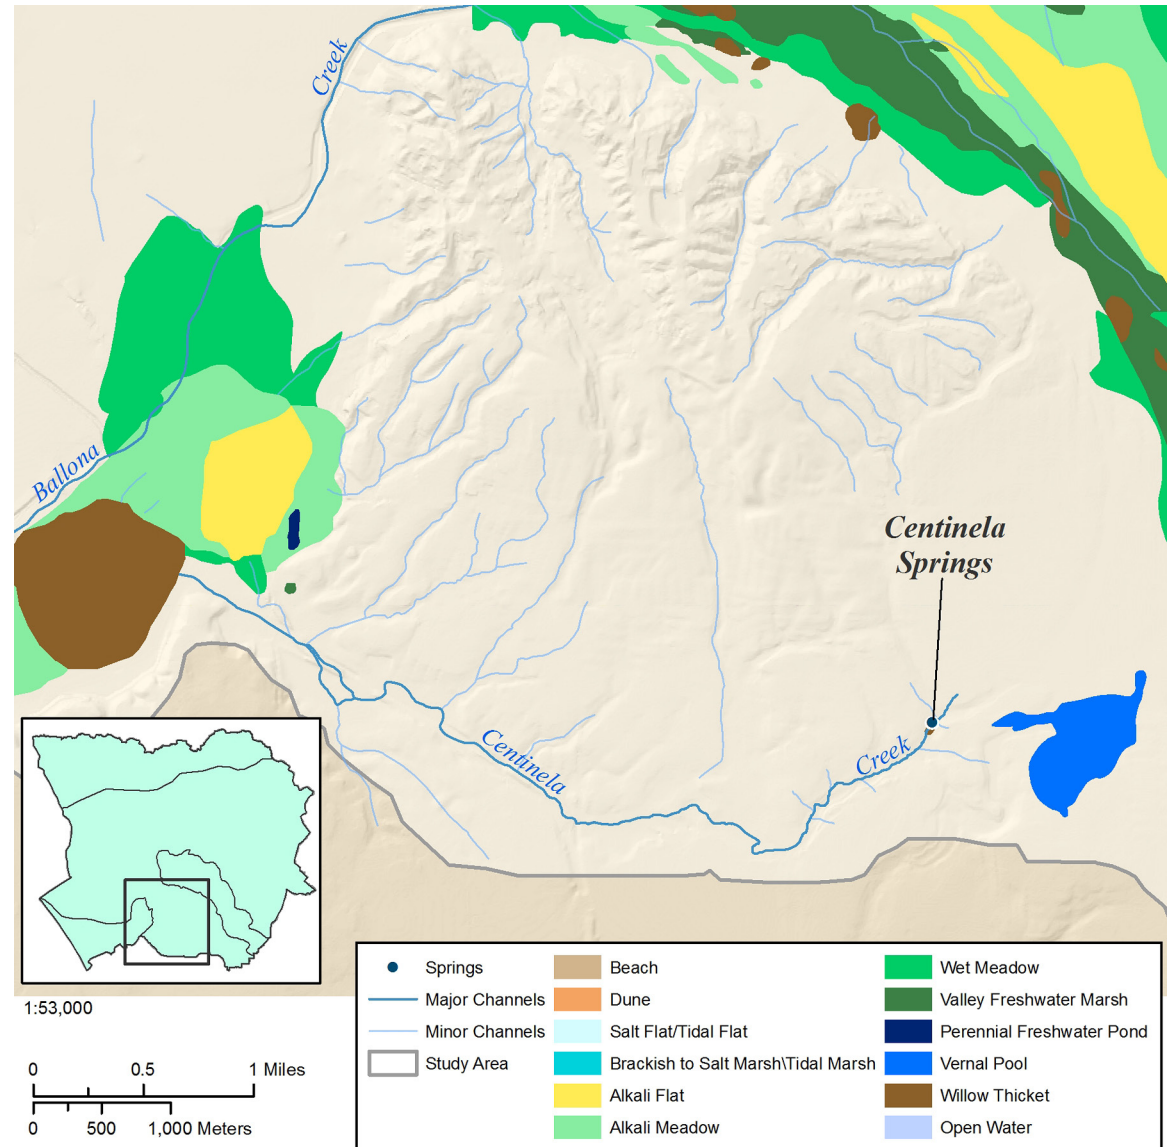 Creek
Ballona
Centinela
Springs
Centinela
Creek
1:53,000
0 0.5 1 Miles
0 500 1,000 Meters
Springs
Major Channels
Minor Channels
Study Area
Beach
Dune
Salt Flat/Tidal Flat
Brackish to Salt Marsh\Tidal Marsh
Alkali Flat
Alkali Meadow
Wet Meadow
Valley Freshwater Marsh
Perennial Freshwater Pond
Vernal Pool
Willow Thicket
Open Water